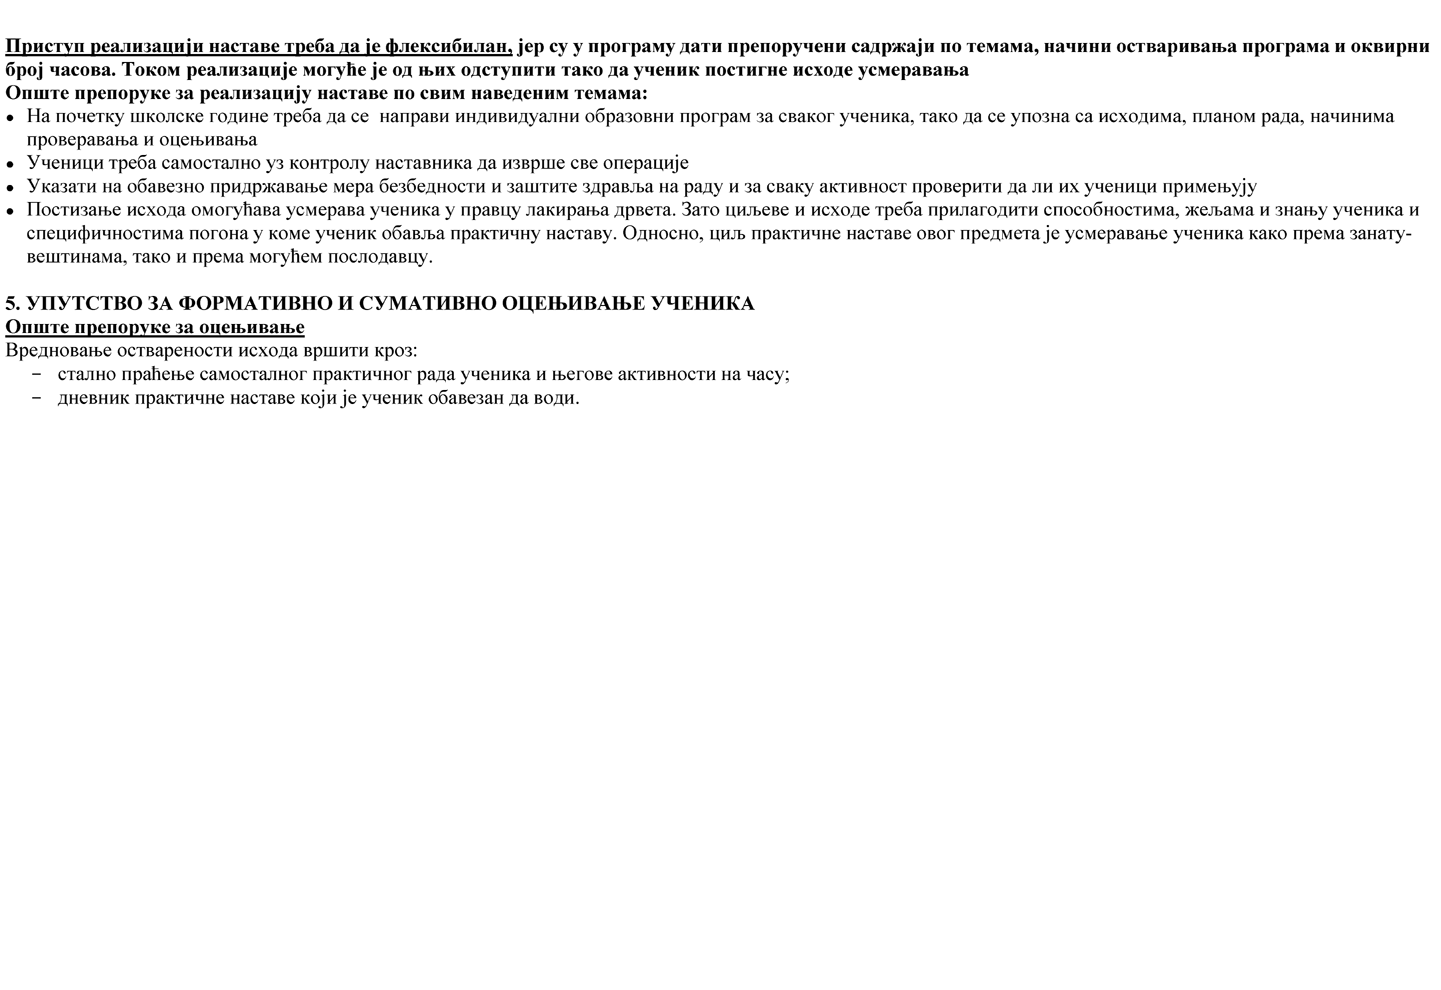 Приступ реализацији наставе треба да је флексибилан, јер су у програму дати препоручени садржаји по темама, начини остваривања програма и оквирни
број часова. Током реализације могуће је од њих одступити тако да ученик постигне исходе усмеравања
Опште препоруке за реализацију наставе по свим наведеним темама:
● На почетку школске године треба да се  направи индивидуални образовни програм за сваког ученика, тако да се упозна са исходима, планом рада, начинима
проверавања и оцењивања
● Ученици треба самостално уз контролу наставника да изврше све операције
● Указати на обавезно придржавање мера безбедности и заштите здравља на раду и за сваку активност проверити да ли их ученици примењују
● Постизање исхода омогућава усмерава ученика у правцу лакирања дрвета. Зато циљеве и исходе треба прилагодити способностима, жељама и знању ученика и
специфичностима погона у коме ученик обавља практичну наставу. Односно, циљ практичне наставе овог предмета је усмеравање ученика како према занату-
вештинама, тако и према могућем послодавцу.
5. УПУТСТВО ЗА ФОРМАТИВНО И СУМАТИВНО ОЦЕЊИВАЊЕ УЧЕНИКА
Опште препоруке за оцењивање
Вредновање остварености исхода вршити кроз:
− стално праћење самосталног практичног рада ученика и његове активности на часу;
− дневник практичне наставе који је ученик обавезан да води.